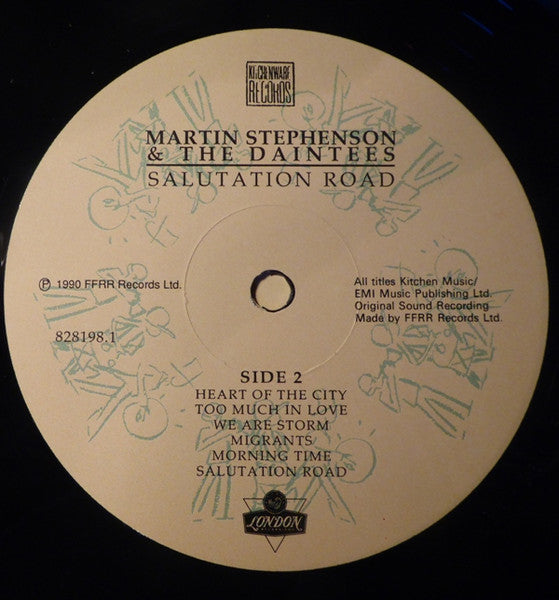 KITCHENWARE
RECORDS
MARTIN STEPHENSON
& THE DAINTEES
SALUTATION ROAD
Ⓟ 1990 FFRR Records Ltd.
828198.1
All titles Kitchen Music/
EMI Music Publishing Ltd.
Original Sound Recording
Made by FFRR Records Ltd.
SIDE 2
HEART OF THE CITY
TOO MUCH IN LOVE
WE ARE STORM
MIGRANTS/
MORNING TIME
SALUTATION ROAD
LONDON